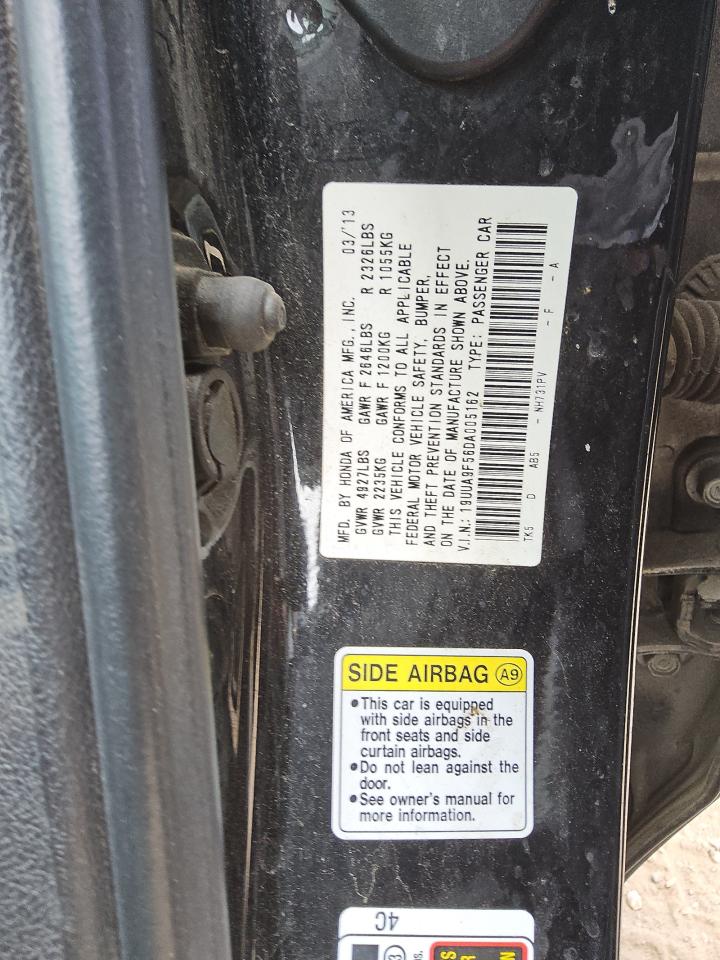 MFD. BY HONDA OF AMERICA MFG., INC. 03/'13
GVWR 4927LBS GAWR F 2646LBS R 2326LBS
GVWR 2235KG GAWR F 1200KG R 1055KG
THIS VEHICLE CONFORMS TO ALL APPLICABLE
FEDERAL MOTOR VEHICLE SAFETY, BUMPER,
AND THEFT PREVENTION STANDARDS IN EFFECT
ON THE DATE OF MANUFACTURE SHOWN ABOVE.
V.I.N.: 19UUA9F56DA005162 TYPE: PASSENGER CAR
TK5 D AB5 - NH731PV - F - A
SIDE AIRBAG A9
•This car is equipped
with side airbags in the
front seats and side
curtain airbags.
•Do not lean against the
door.
•See owner's manual for
more information.
4C